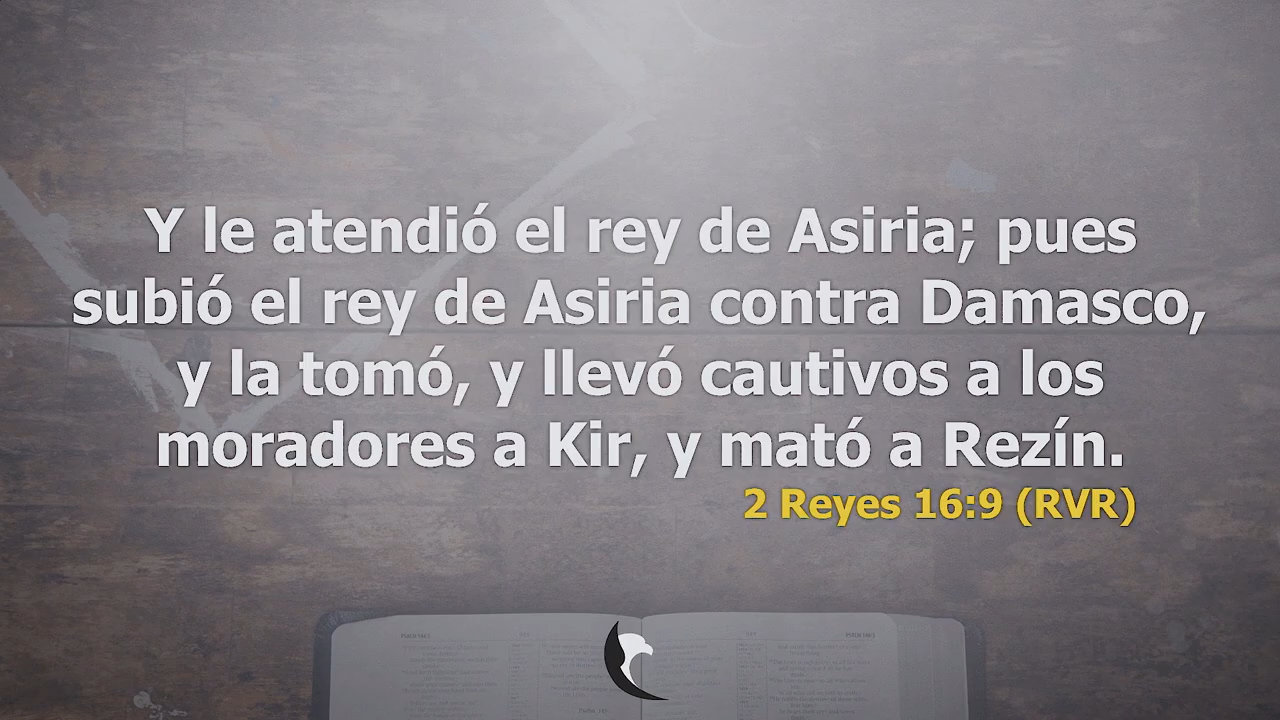 Y le atendió el rey de Asiria; pues
subió el rey de Asiria contra Damasco,
y la tomó, y llevó cautivos a los
moradores a Kir, y mató a Rezín.
2 Reyes 16:9 (RVR)